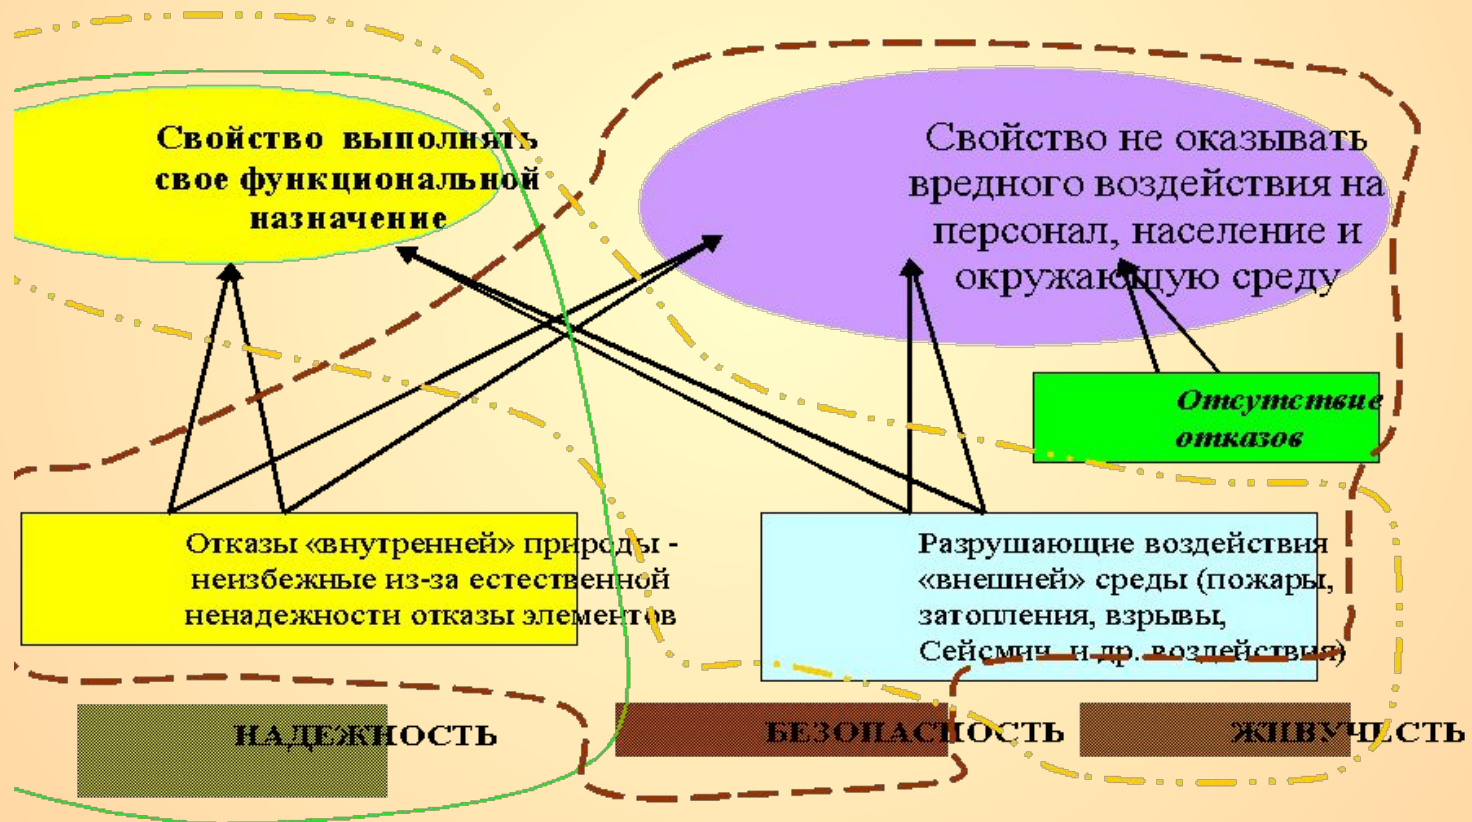 Свойство выполнять
свое функциональной
назначение
Свойство не оказывать
вредного воздействия на
персонал, население и
окружающую среду
Отсутствие
отказов
Отказы «внутренней» природы -
неизбежные из-за естественной
ненадежности отказы элементов
Разрушающие воздействия
«внешней» среды (пожары,
затопления, взрывы,
Сейсмич. и др. воздействия)
НАДЕЖНОСТЬ
БЕЗОПАСНОСТЬ
ЖИВУЧЕСТЬ